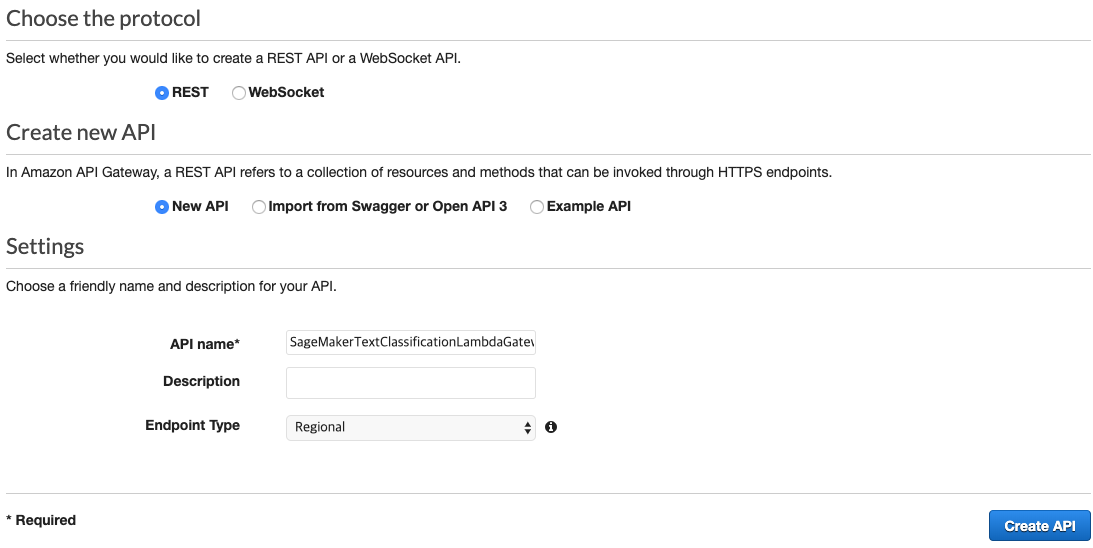 Choose the protocol
Select whether you would like to create a REST API or a WebSocket API.
REST WebSocket
Create new API
In Amazon API Gateway, a REST API refers to a collection of resources and methods that can be invoked through HTTPS endpoints.
New API Import from Swagger or Open API 3 Example API
Settings
Choose a friendly name and description for your API.
API name* SageMakerTextClassificationLambdaGatew
Description
Endpoint Type Regional
* Required
Create API